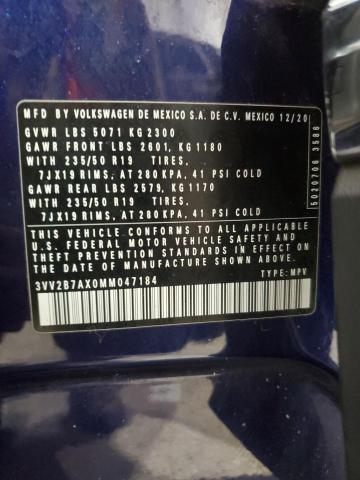 MFD BY VOLKSWAGEN DE MEXICO S.A. DE C.V. MEXICO 12/20
GVWR LBS 5071 KG 2300
GAWR FRONT LBS 2601, KG 1180
WITH 235/50 R19 TIRES,
7JX19 RIMS, AT 280 KPA, 41 PSI COLD
GAWR REAR LBS 2579, KG 1170
WITH 235/50 R19 TIRES,
7JX19 RIMS, AT 280 KPA, 41 PSI COLD
THIS VEHICLE CONFORMS TO ALL APPLICABLE
U.S. FEDERAL MOTOR VEHICLE SAFETY AND
THEFT PREVENTION STANDARDS IN EFFECT ON
THE DATE OF MANUFACTURE SHOWN ABOVE.
3VV2B7AX0MM047184 TYPE: MPV
5020706 3586